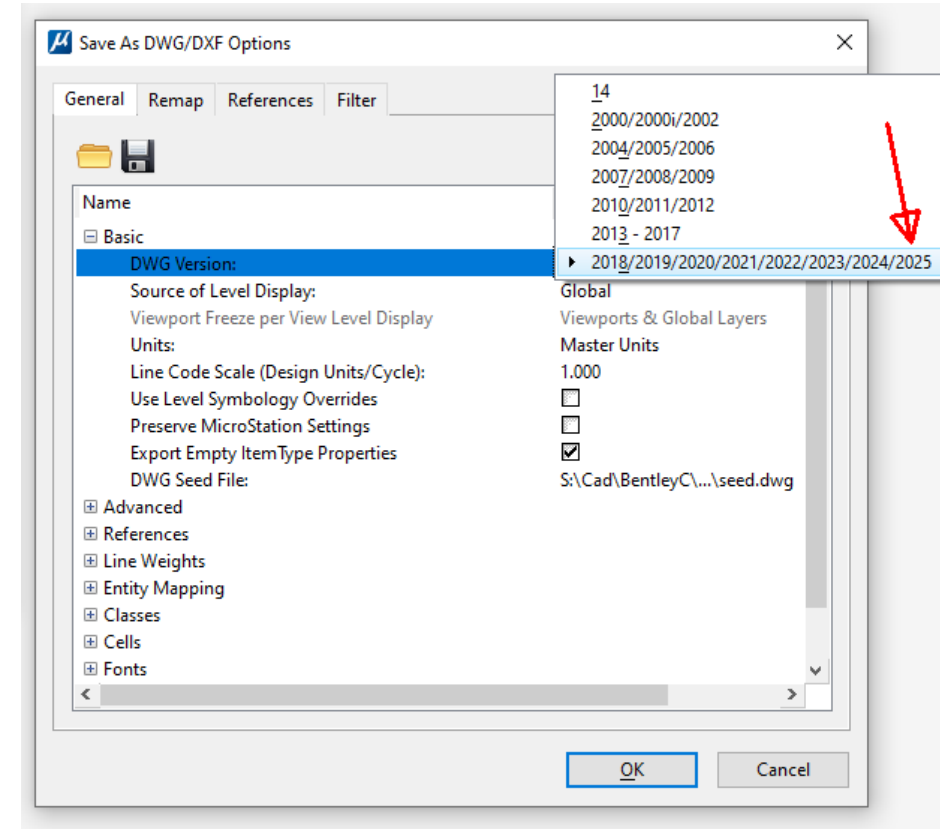 Save As DWG/DXF Options
General Remap References Filter
14
2000/2000i/2002
2004/2005/2006
2007/2008/2009
2010/2011/2012
2013 - 2017
2018/2019/2020/2021/2022/2023/2024/2025
Name
Basic
DWG Version:
Source of Level Display: Global
Viewport Freeze per View Level Display Viewports & Global Layers
Units: Master Units
Line Code Scale (Design Units/Cycle): 1.000
Use Level Symbology Overrides
Preserve MicroStation Settings
Export Empty ItemType Properties
DWG Seed File: S:\Cad\BentleyC\...\seed.dwg
Advanced
References
Line Weights
Entity Mapping
Classes
Cells
Fonts
OK Cancel